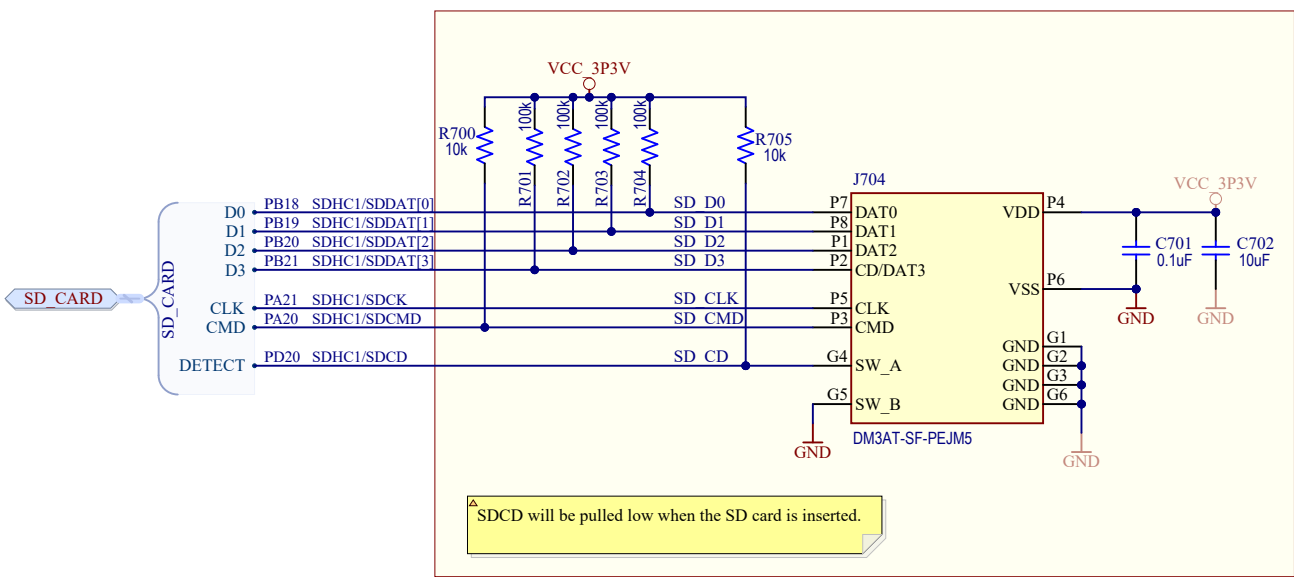 VCC_3P3V
R700
10k
100k
100k
100k
100k
R701
R702
R703
R704
R705
10k
J704
VCC_3P3V
D0 PB18 SDHC1/SDDAT[0] SD_D0 P7 DAT0 VDD P4
D1 PB19 SDHC1/SDDAT[1] SD_D1 P8 DAT1
D2 PB20 SDHC1/SDDAT[2] SD_D2 P1 DAT2
D3 PB21 SDHC1/SDDAT[3] SD_D3 P2 CD/DAT3
C701
0.1uF
C702
10uF
SD_CARD
SD_CARD
CLK PA21 SDHC1/SDCK SD_CLK P5 CLK VSS P6
CMD PA20 SDHC1/SDCMD SD_CMD P3 CMD
GND
GND
DETECT PD20 SDHC1/SDCD SD_CD G4 SW_A
G5 SW_B
GND G1
GND G2
GND G3
GND G6
GND
GND
DM3AT-SF-PEJM5
SDCD will be pulled low when the SD card is inserted.